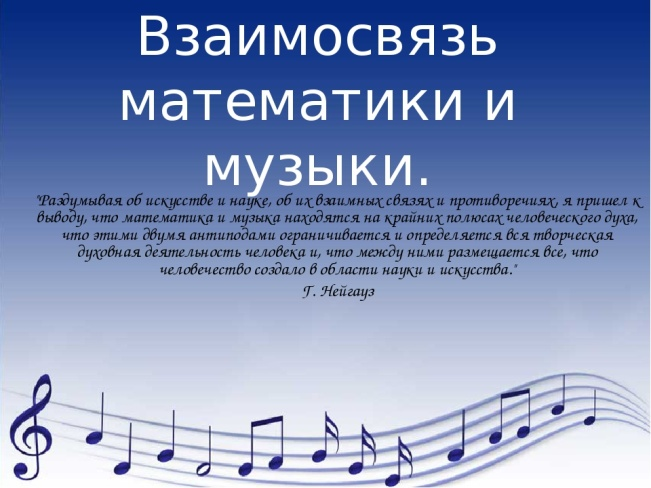 Взаимосвязь
математики и
музыки.
"Раздумывая об искусстве и науке, об их взаимных связях и противоречиях, я пришел к
выводу, что математика и музыка находятся на крайних полюсах человеческого духа,
что этими двумя антиподами ограничивается и определяется вся творческая
духовная деятельность человека и, что между ними размещается все, что
человечество создало в области науки и искусства."
Г. Нейгауз